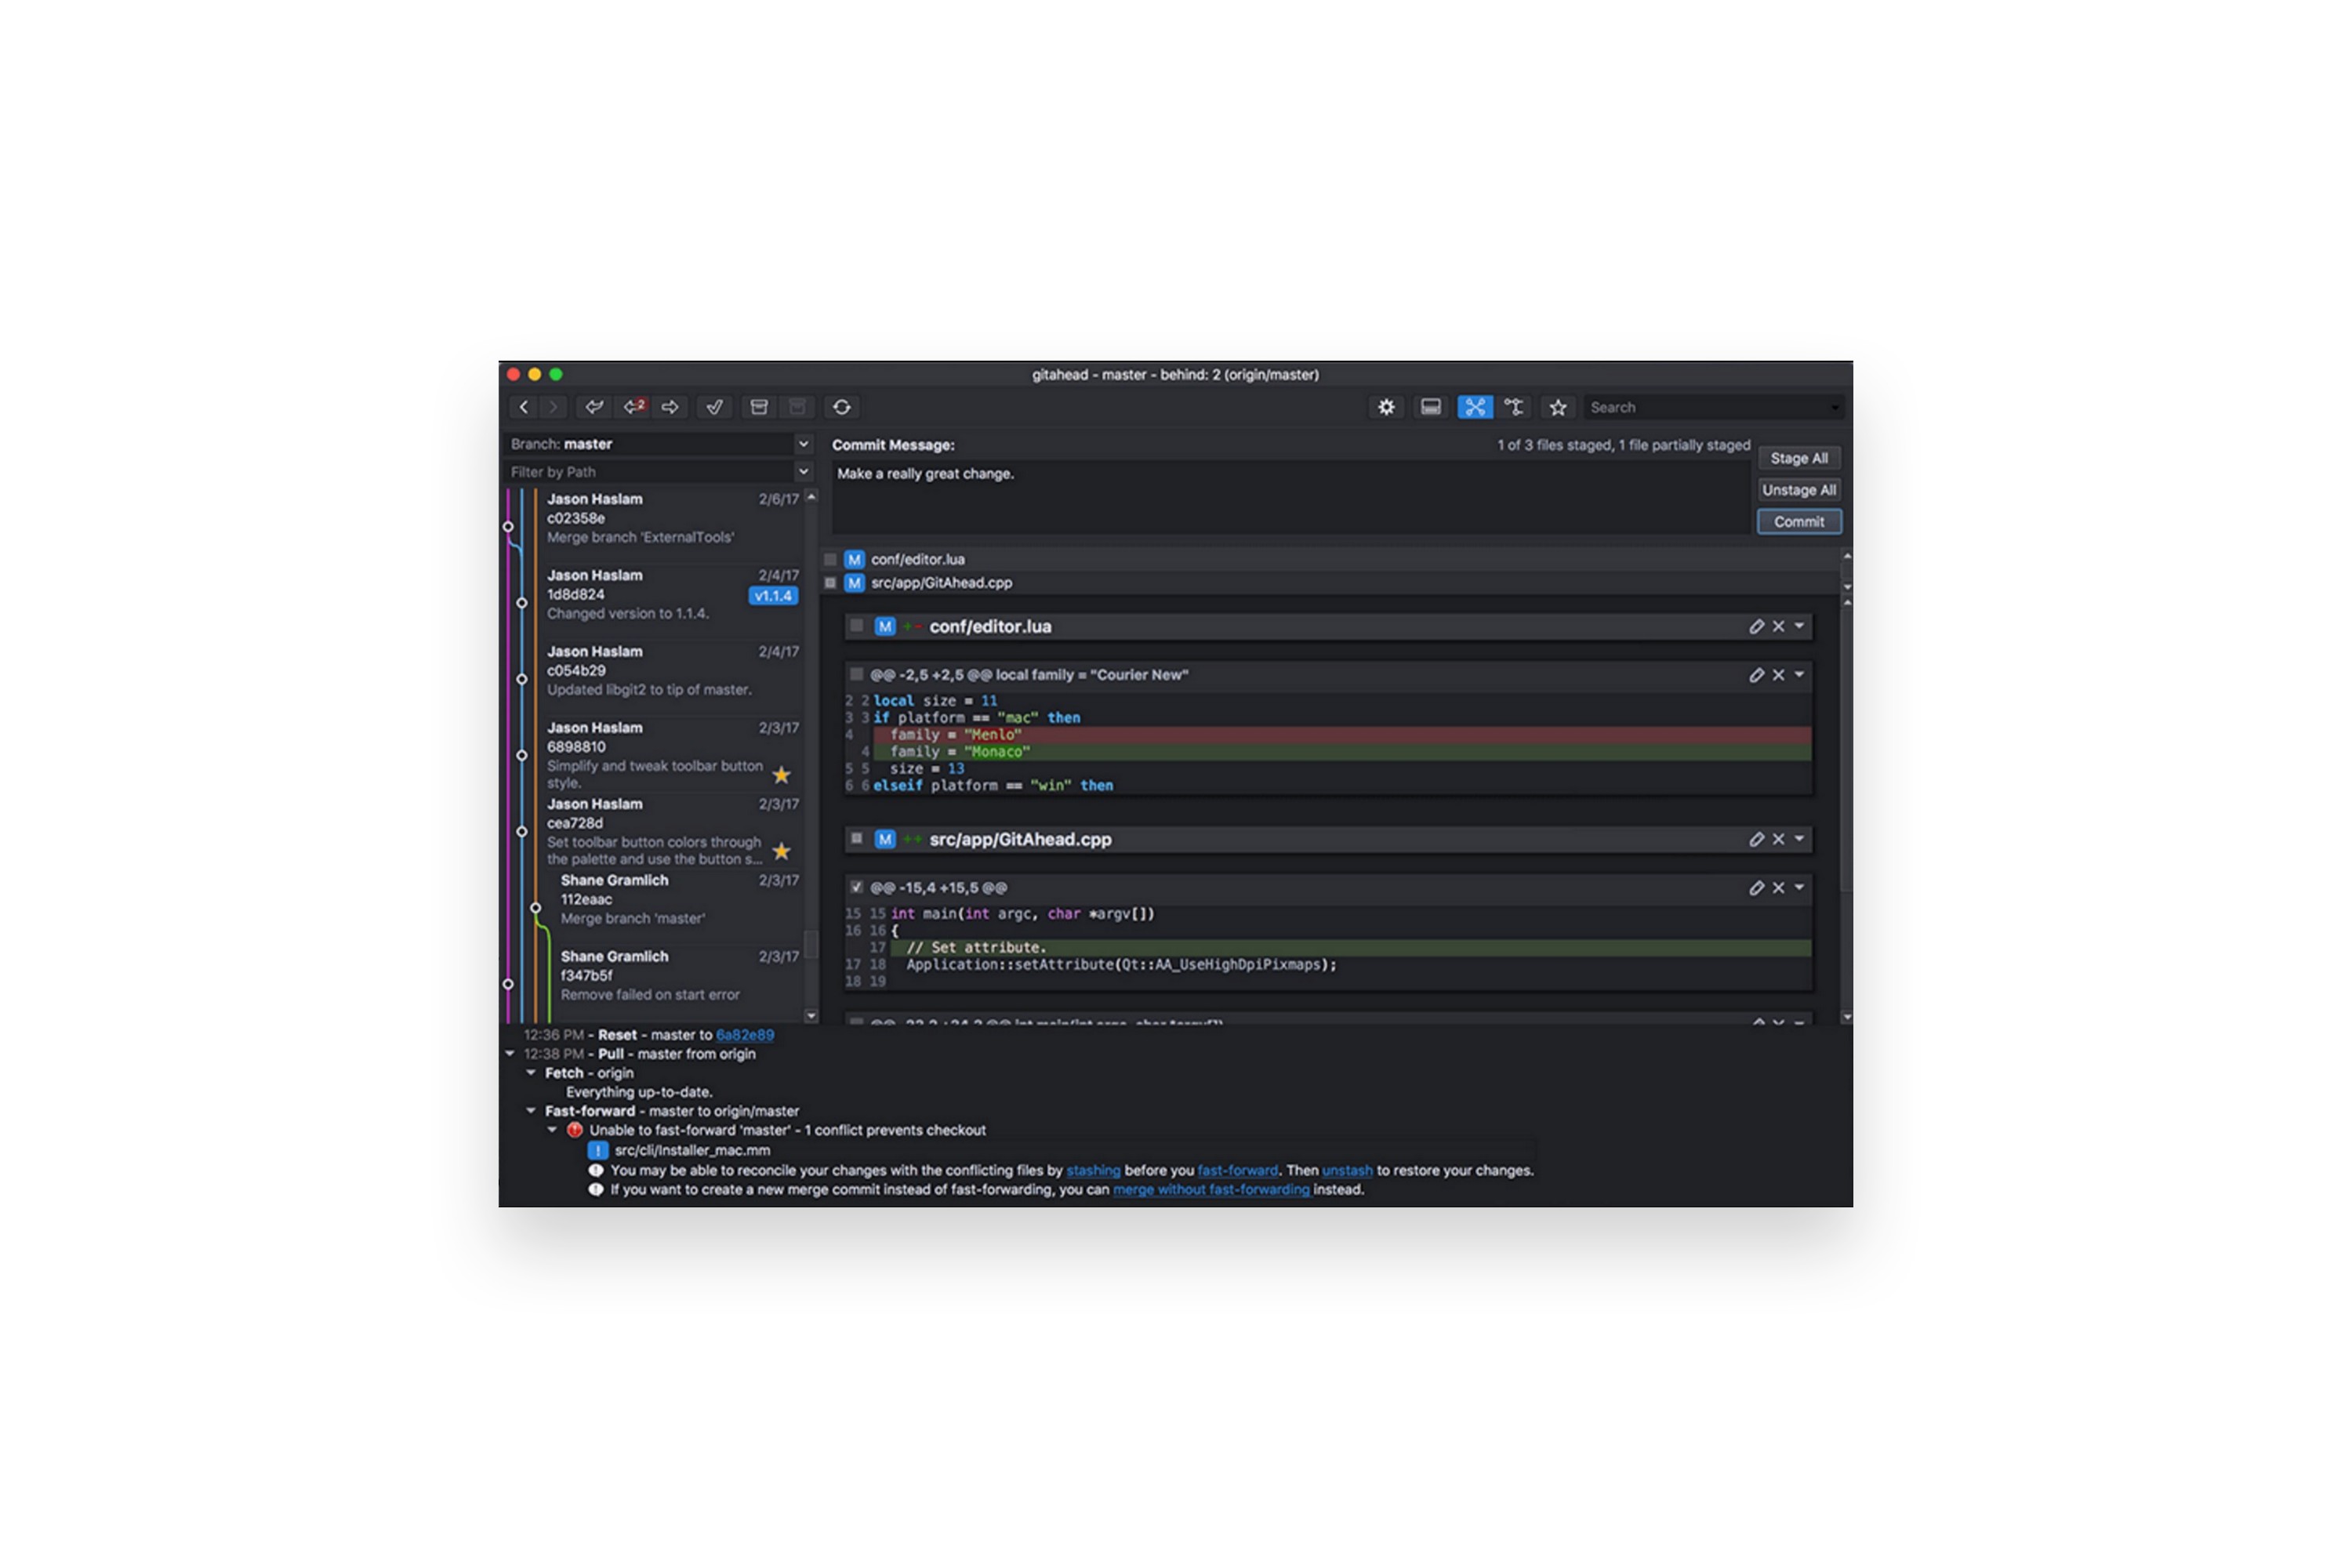 gitahead - master - behind: 2 (origin/master)
2
Search
Branch: master
Filter by Path
Jason Haslam 2/6/17
c02358e
Merge branch 'ExternalTools'
Jason Haslam 2/4/17
1d8d824 v1.1.4
Changed version to 1.1.4.
Jason Haslam 2/4/17
c054b29
Updated libgit2 to tip of master.
Jason Haslam 2/3/17
6898810
Simplify and tweak toolbar button
style.
Jason Haslam 2/3/17
cea728d
Set toolbar button colors through
the palette and use the button s...
Shane Gramlich 2/3/17
112eaac
Merge branch 'master'
Shane Gramlich 2/3/17
f347b5f
Remove failed on start error
Commit Message: 1 of 3 files staged, 1 file partially staged
Make a really great change.
Stage All
Unstage All
Commit
M conf/editor.lua
M src/app/GitAhead.cpp
M +- conf/editor.lua
@@ -2,5 +2,5 @@ local family = "Courier New"
2 2 local size = 11
3 3 if platform == "mac" then
4 family = "Menlo"
4 family = "Monaco"
5 5 size = 13
6 6 elseif platform == "win" then
M ++ src/app/GitAhead.cpp
@@ -15,4 +15,5 @@
15 15 int main(int argc, char *argv[])
16 16 {
17 // Set attribute.
17 18 Application::setAttribute(Qt::AA_UseHighDpiPixmaps);
18 19
12:36 PM - Reset - master to 6a82e89
12:38 PM - Pull - master from origin
Fetch - origin
Everything up-to-date.
Fast-forward - master to origin/master
Unable to fast-forward 'master' - 1 conflict prevents checkout
! src/cli/Installer_mac.mm
! You may be able to reconcile your changes with the conflicting files by stashing before you fast-forward. Then unstash to restore your changes.
! If you want to create a new merge commit instead of fast-forwarding, you can merge without fast-forwarding instead.